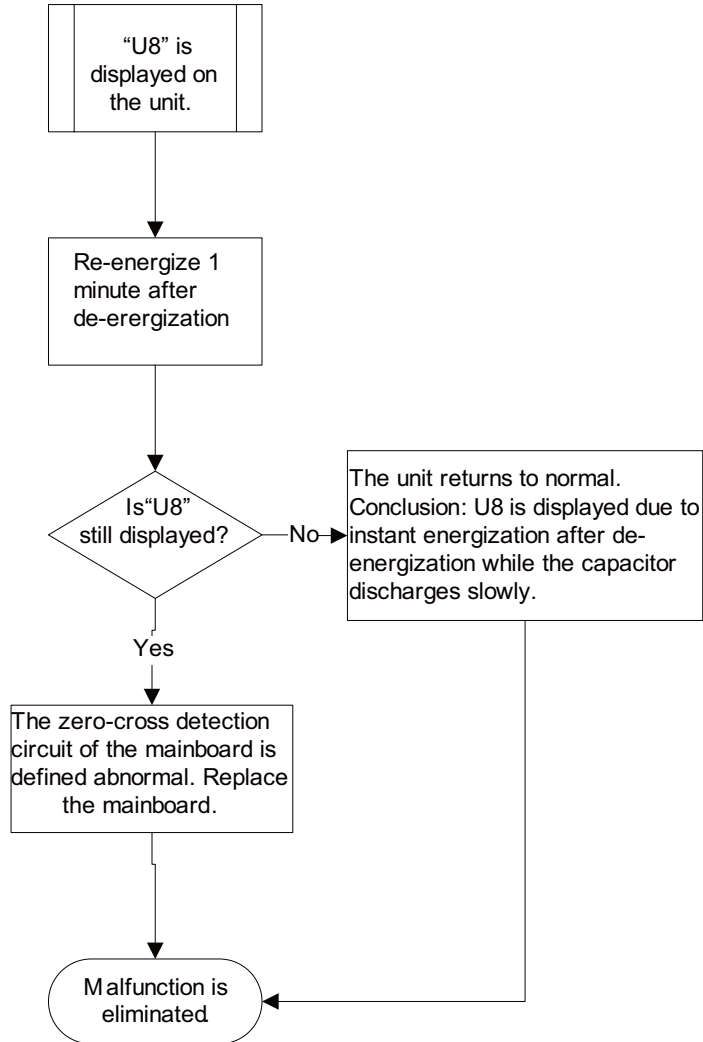 “U8” is
displayed on
the unit.
Re-energize 1
minute after
de-erergization
Is“U8”
still displayed?
No
The unit returns to normal.
Conclusion: U8 is displayed due to
instant energization after de-
energization while the capacitor
discharges slowly.
Yes
The zero-cross detection
circuit of the mainboard is
defined abnormal. Replace
the mainboard.
Malfunction is
eliminated.